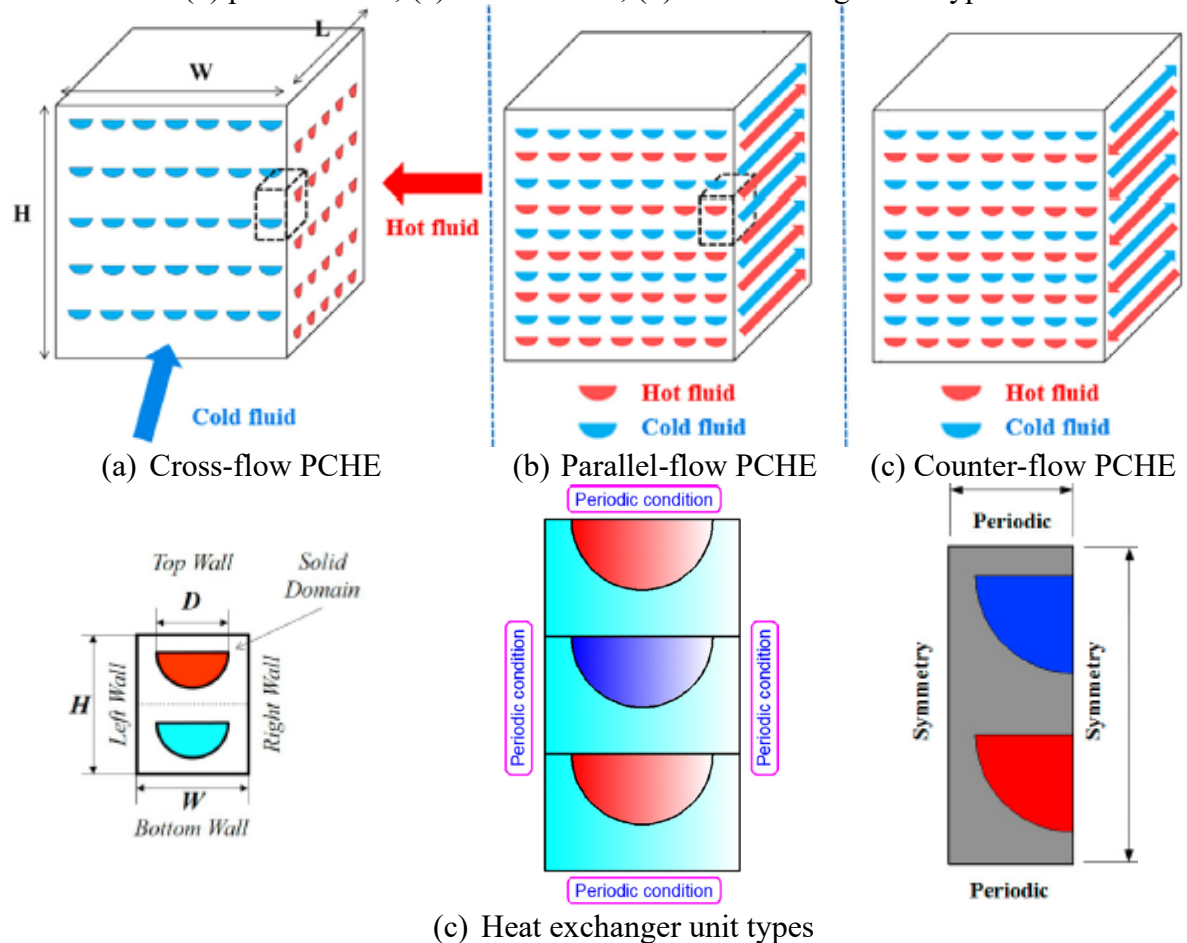 L
W
H
Hot fluid
Cold fluid
Hot fluid
Cold fluid
Hot fluid
Cold fluid
(a) Cross-flow PCHE
(b) Parallel-flow PCHE
(c) Counter-flow PCHE
Top Wall
Solid
Domain
D
H
Left Wall
Right Wall
W
Bottom Wall
Periodic condition
Periodic condition
Periodic condition
Periodic condition
Periodic
Symmetry
Symmetry
Periodic
(c) Heat exchanger unit types